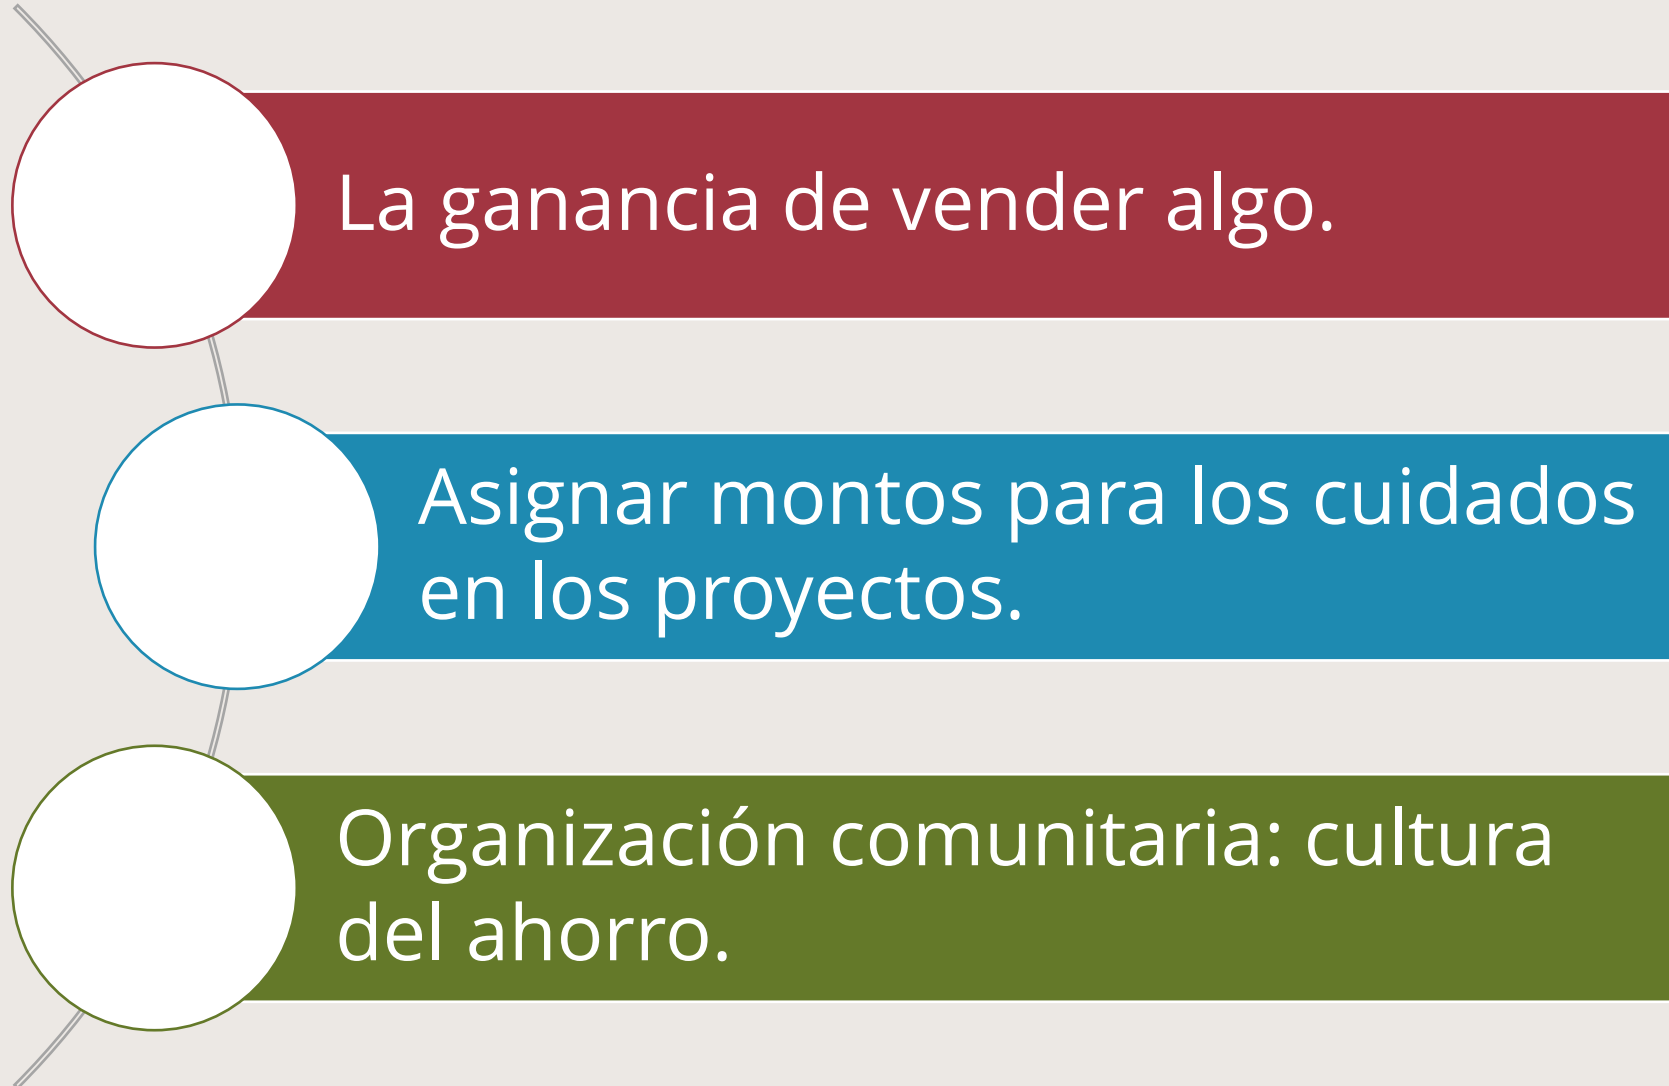 La ganancia de vender algo.
Asignar montos para los cuidados
en los proyectos.
Organización comunitaria: cultura
del ahorro.